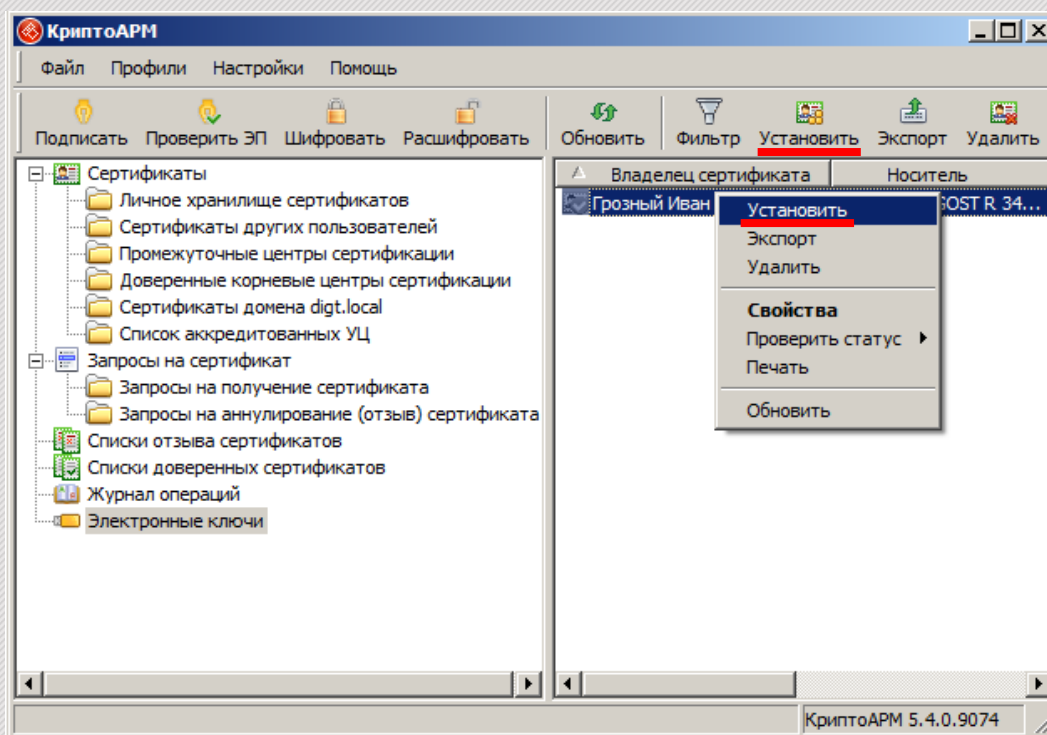 КриптоАРМ
Файл Профили Настройки Помощь
Подписать Проверить ЭП Шифровать Расшифровать Обновить Фильтр Установить Экспорт Удалить
Сертификаты
Личное хранилище сертификатов
Сертификаты других пользователей
Промежуточные центры сертификации
Доверенные корневые центры сертификации
Сертификаты домена digt.local
Список аккредитованных УЦ
Запросы на сертификат
Запросы на получение сертификата
Запросы на аннулирование (отзыв) сертификата
Списки отзыва сертификатов
Списки доверенных сертификатов
Журнал операций
Электронные ключи
Владелец сертификата Носитель
Грозный Иван GOST R 34...
Установить
Экспорт
Удалить
Свойства
Проверить статус
Печать
Обновить
КриптоАРМ 5.4.0.9074